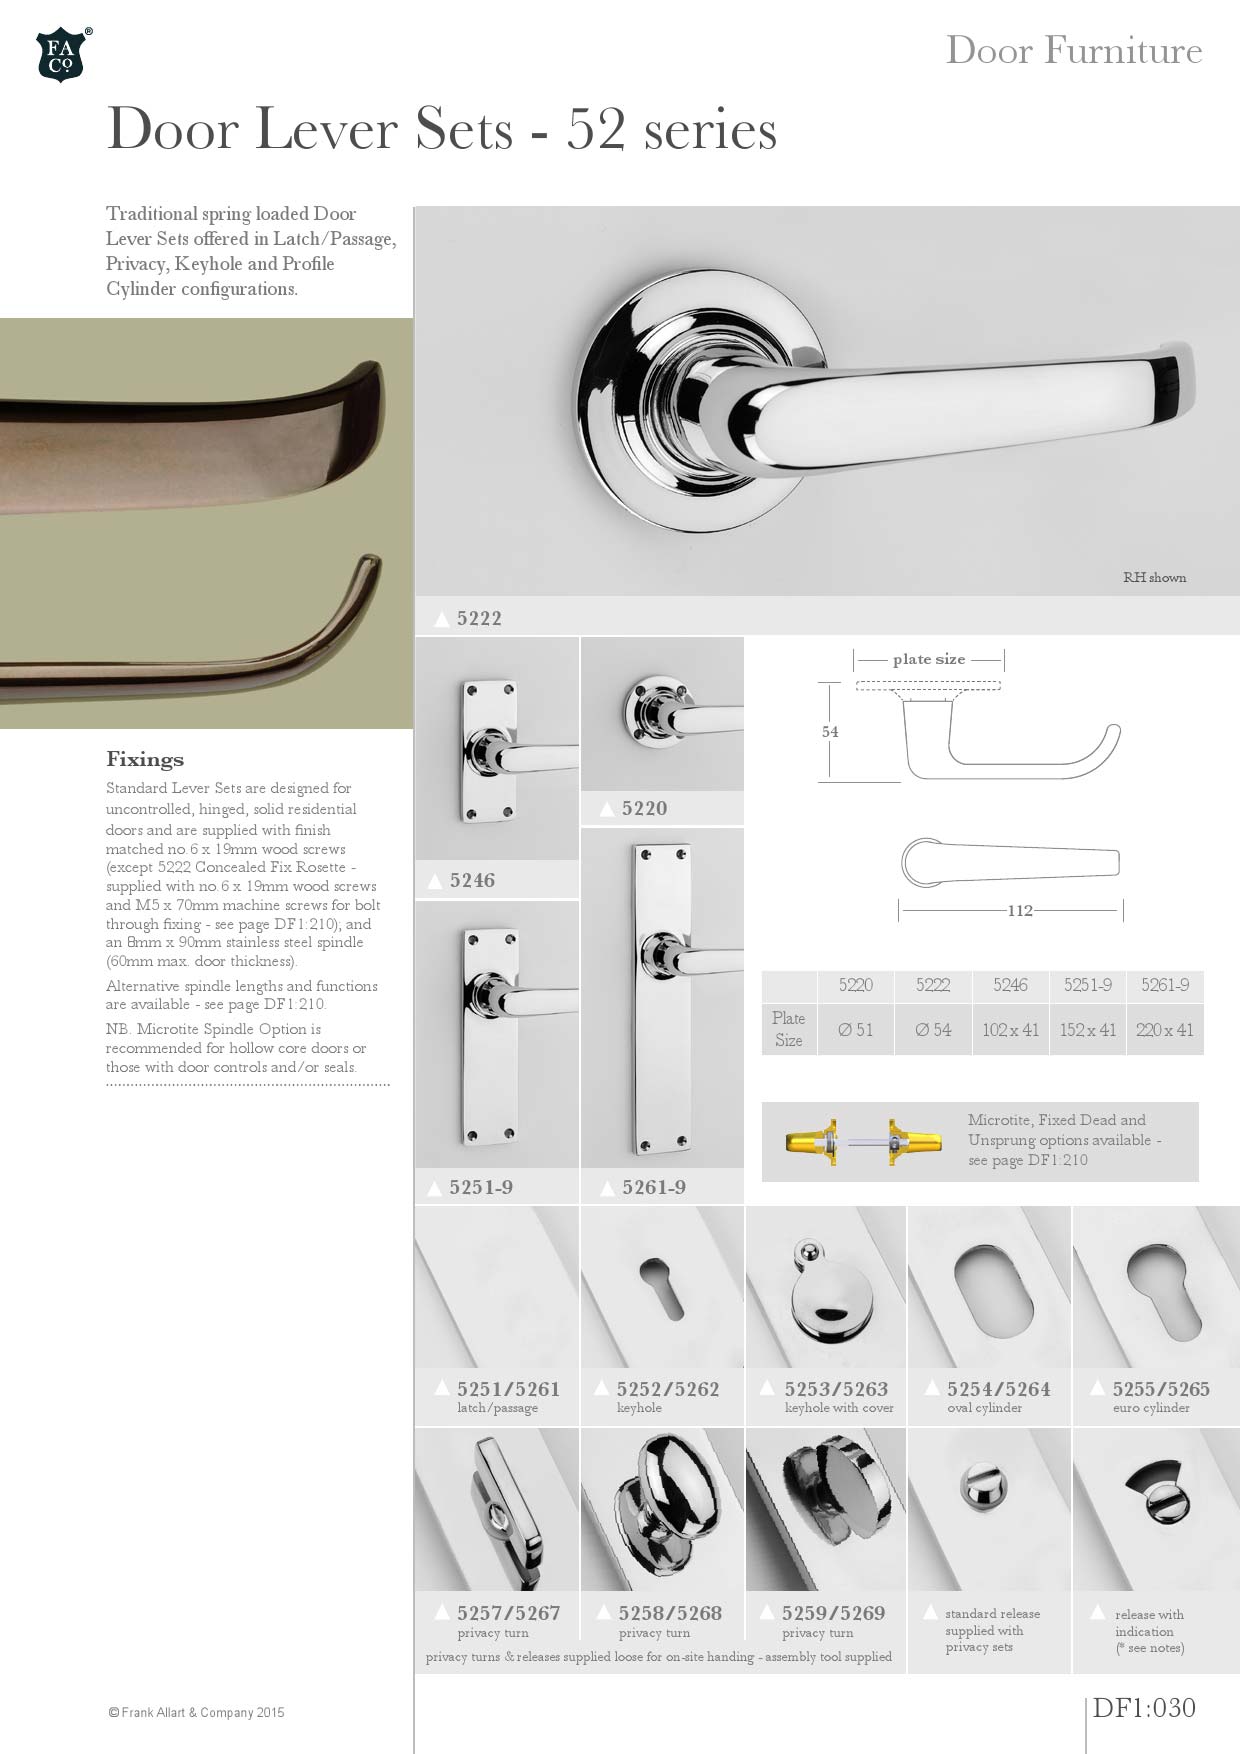 FA
Co.
®
Door Furniture
Door Lever Sets - 52 series
Traditional spring loaded Door
Lever Sets offered in Latch/Passage,
Privacy, Keyhole and Profile
Cylinder configurations.
RH shown
5222
Fixings
Standard Lever Sets are designed for
uncontrolled, hinged, solid residential
doors and are supplied with finish
matched no.6 x 19mm wood screws
(except 5222 Concealed Fix Rosette -
supplied with no.6 x 19mm wood screws
and M5 x 70mm machine screws for bolt
through fixing - see page DF1:210); and
an 8mm x 90mm stainless steel spindle
(60mm max. door thickness).
Alternative spindle lengths and functions
are available - see page DF1:210.
NB. Microtite Spindle Option is
recommended for hollow core doors or
those with door controls and/or seals.
5246
5220
5251-9
5261-9
plate size
54
112
5220 5222 5246 5251-9 5261-9
Plate Size Ø 51 Ø 54 102 x 41 152 x 41 220 x 41
Microtite, Fixed Dead and
Unsprung options available -
see page DF1:210
5251/5261
latch/passage
5252/5262
keyhole
5253/5263
keyhole with cover
5254/5264
oval cylinder
5255/5265
euro cylinder
5257/5267
privacy turn
5258/5268
privacy turn
5259/5269
privacy turn
standard release
supplied with
privacy sets
release with
indication
(* see notes)
privacy turns & releases supplied loose for on-site handing - assembly tool supplied
© Frank Allart & Company 2015
DF1:030